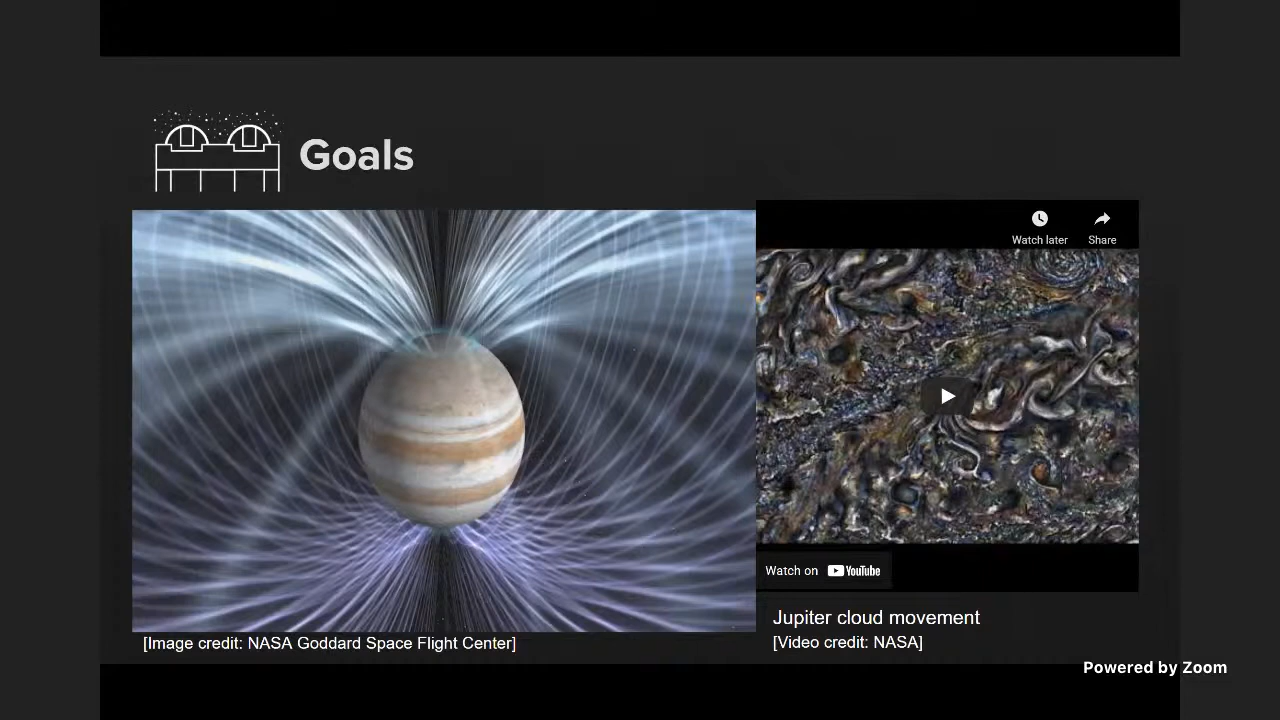 Goals
Watch later
Share
Watch on YouTube
[Image credit: NASA Goddard Space Flight Center]
Jupiter cloud movement
[Video credit: NASA]
Powered by Zoom